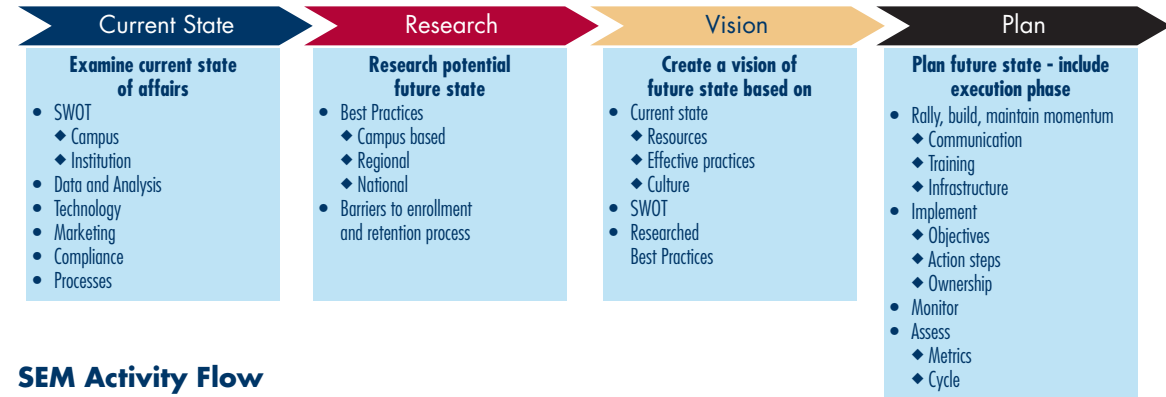 Current State
Examine current state
of affairs
• SWOT
◆ Campus
◆ Institution
• Data and Analysis
• Technology
• Marketing
• Compliance
• Processes
Research
Research potential
future state
• Best Practices
◆ Campus based
◆ Regional
◆ National
• Barriers to enrollment
and retention process
Vision
Create a vision of
future state based on
• Current state
◆ Resources
◆ Effective practices
◆ Culture
• SWOT
• Researched
Best Practices
Plan
Plan future state - include
execution phase
• Rally, build, maintain momentum
◆ Communication
◆ Training
◆ Infrastructure
• Implement
◆ Objectives
◆ Action steps
◆ Ownership
• Monitor
• Assess
◆ Metrics
◆ Cycle
SEM Activity Flow